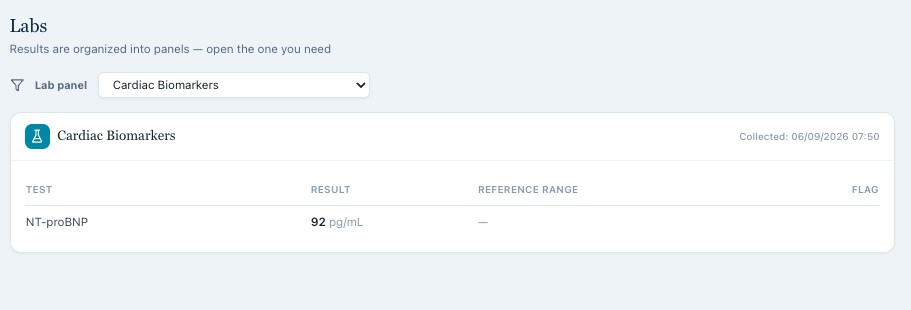 Labs
Results are organized into panels — open the one you need
Lab panel Cardiac Biomarkers
Cardiac Biomarkers Collected: 06/09/2026 07:50
TEST RESULT REFERENCE RANGE FLAG
NT-proBNP 92 pg/mL —